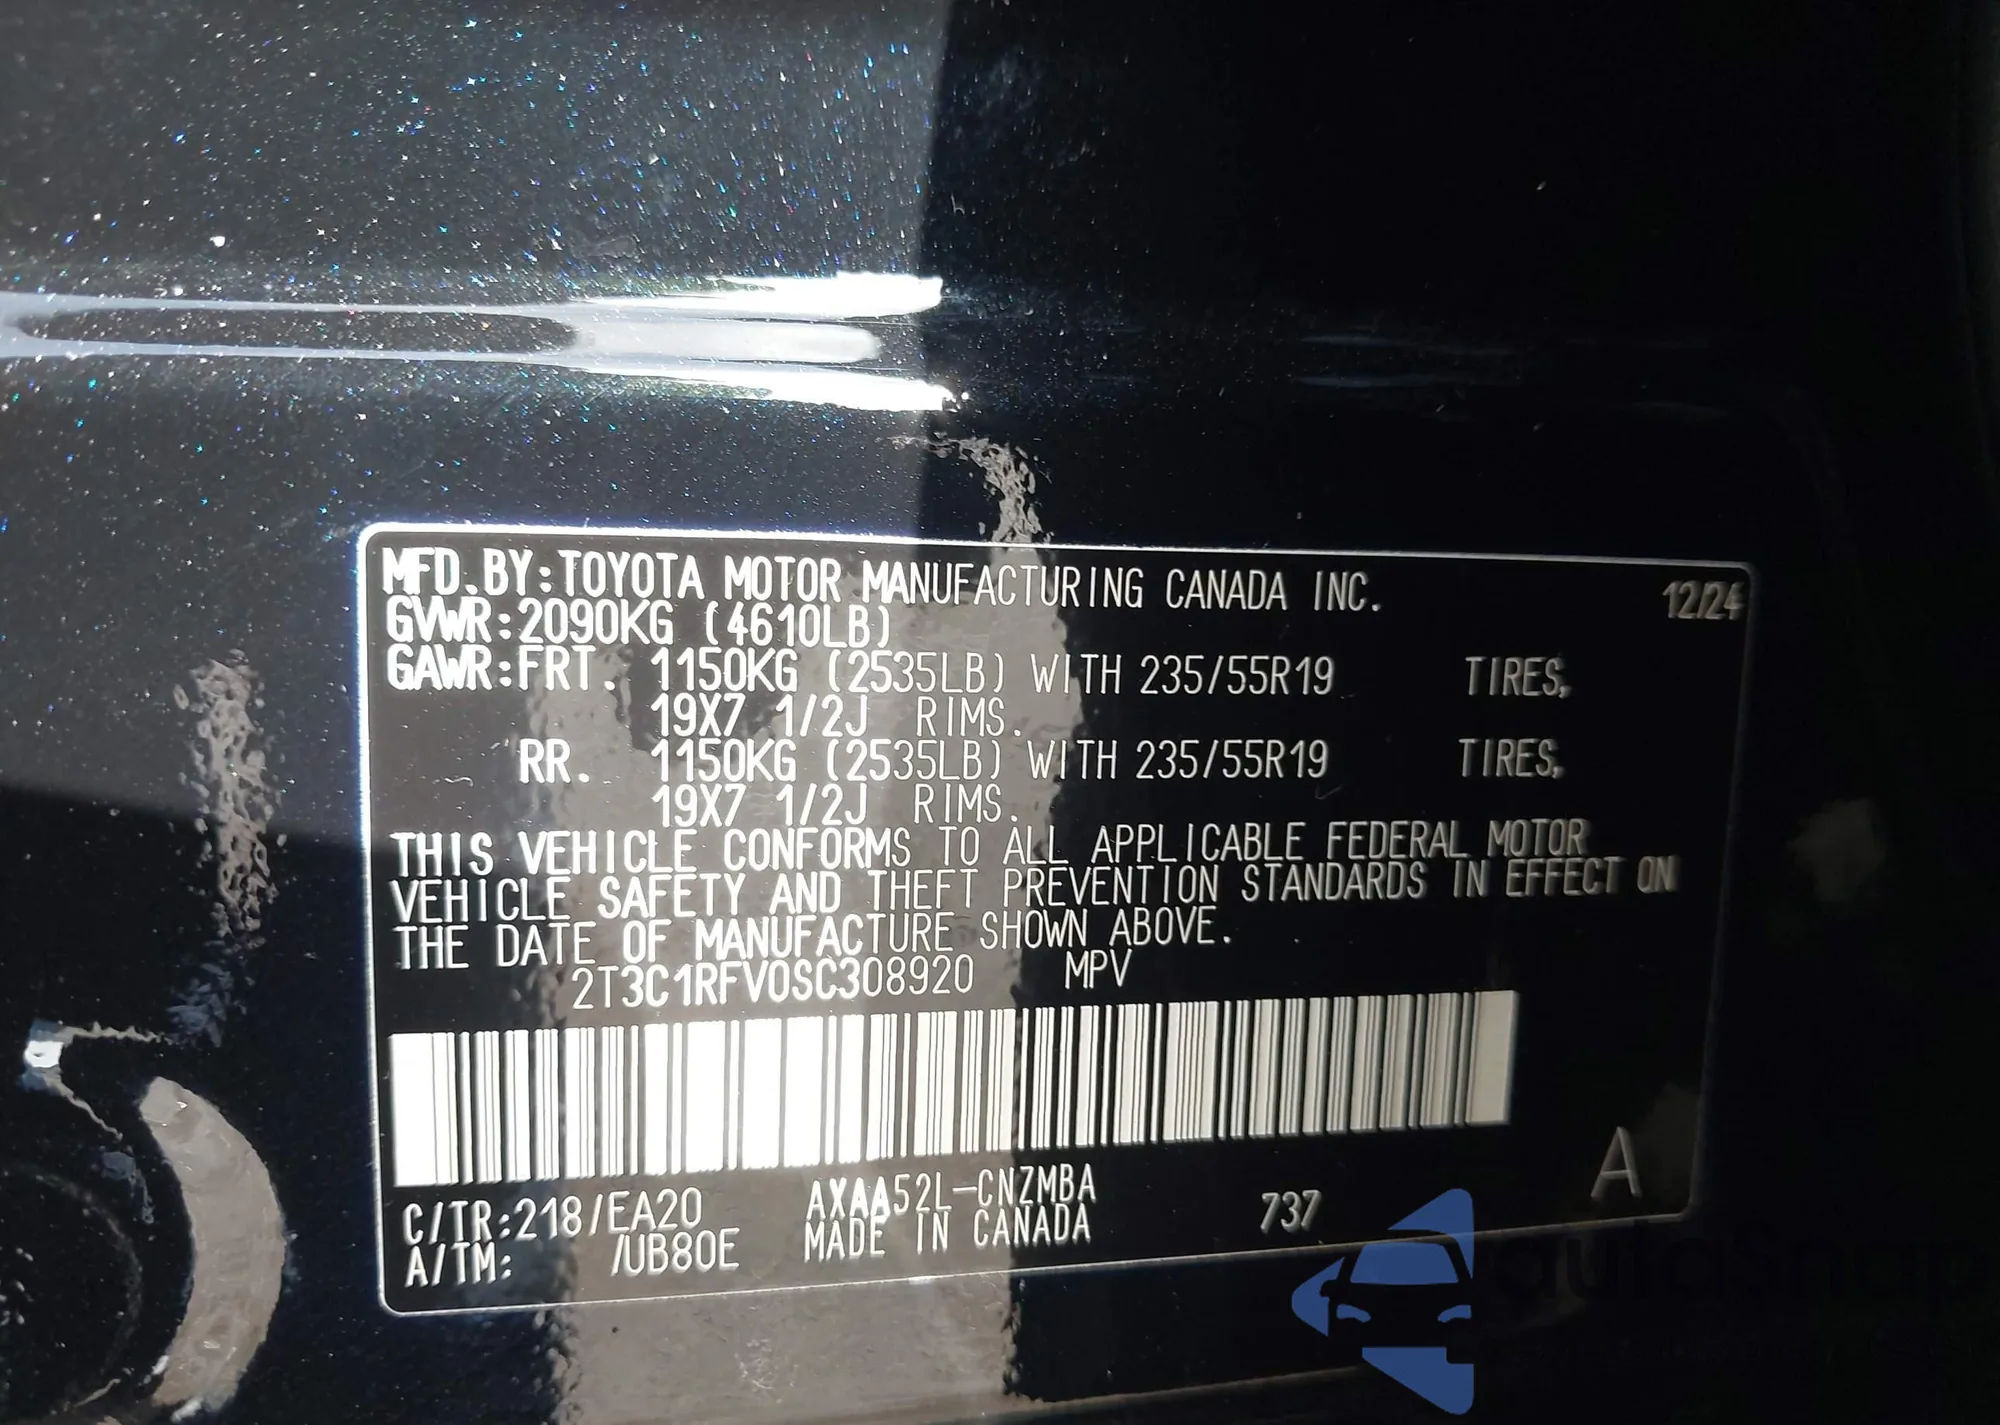 MFD.BY:TOYOTA MOTOR MANUFACTURING CANADA INC. 12/24
GVWR:2090KG (4610LB)
GAWR:FRT. 1150KG (2535LB) WITH 235/55R19 TIRES,
19X7 1/2J RIMS.
RR. 1150KG (2535LB) WITH 235/55R19 TIRES,
19X7 1/2J RIMS.
THIS VEHICLE CONFORMS TO ALL APPLICABLE FEDERAL MOTOR
VEHICLE SAFETY AND THEFT PREVENTION STANDARDS IN EFFECT ON
THE DATE OF MANUFACTURE SHOWN ABOVE.
2T3C1RFV0SC308920 MPV
C/TR:218/EA20 AXAA52L-CNZMBA 737 A
A/TM: /UB80E MADE IN CANADA